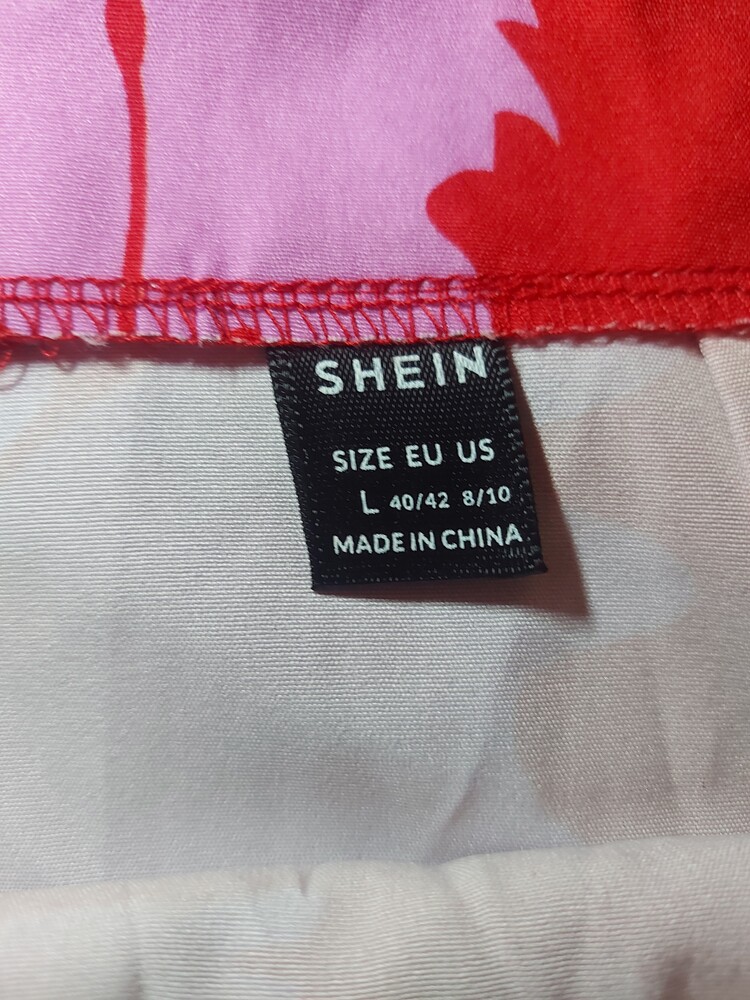 SHEIN
SIZE EU US
L 40/42 8/10
MADE IN CHINA